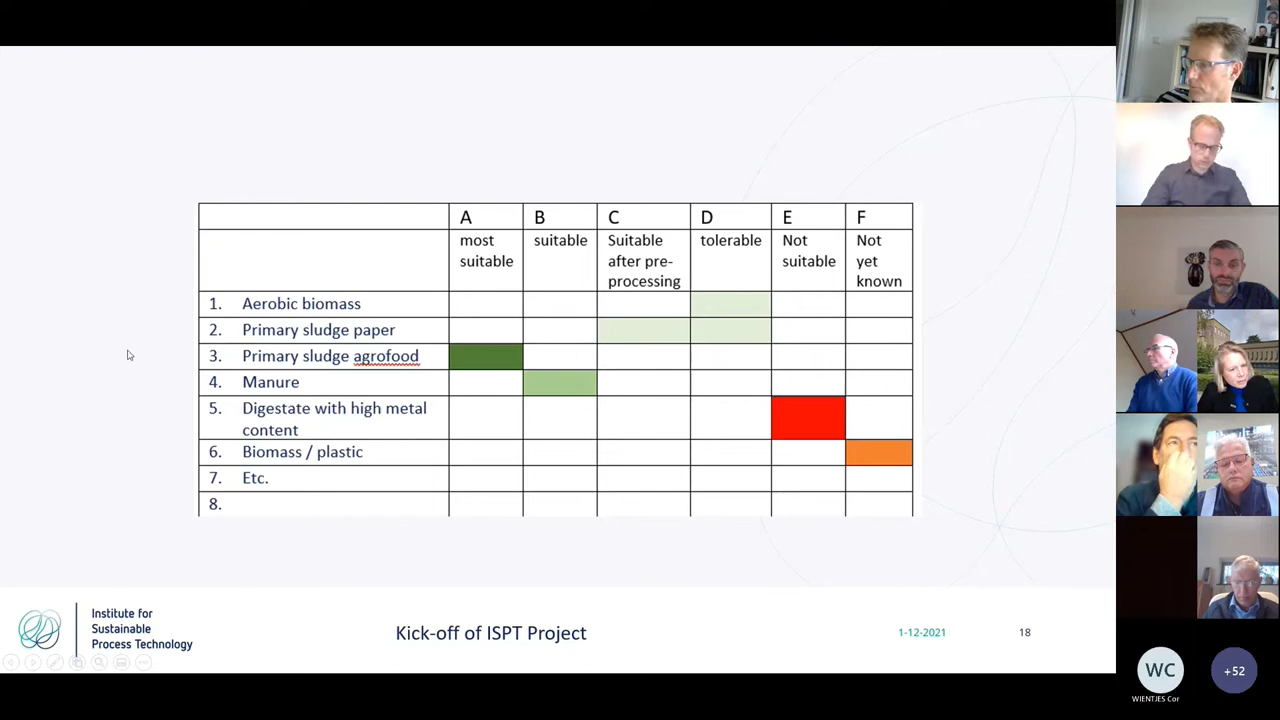 A B C D E F
most suitable
suitable
Suitable after pre-processing
tolerable
Not suitable
Not yet known
1. Aerobic biomass
2. Primary sludge paper
3. Primary sludge agrofood
4. Manure
5. Digestate with high metal
content
6. Biomass / plastic
7. Etc.
8.
Institute for
Sustainable
Process Technology
Kick-off of ISPT Project
1-12-2021
18
WC
WIENTJES Cor
+52